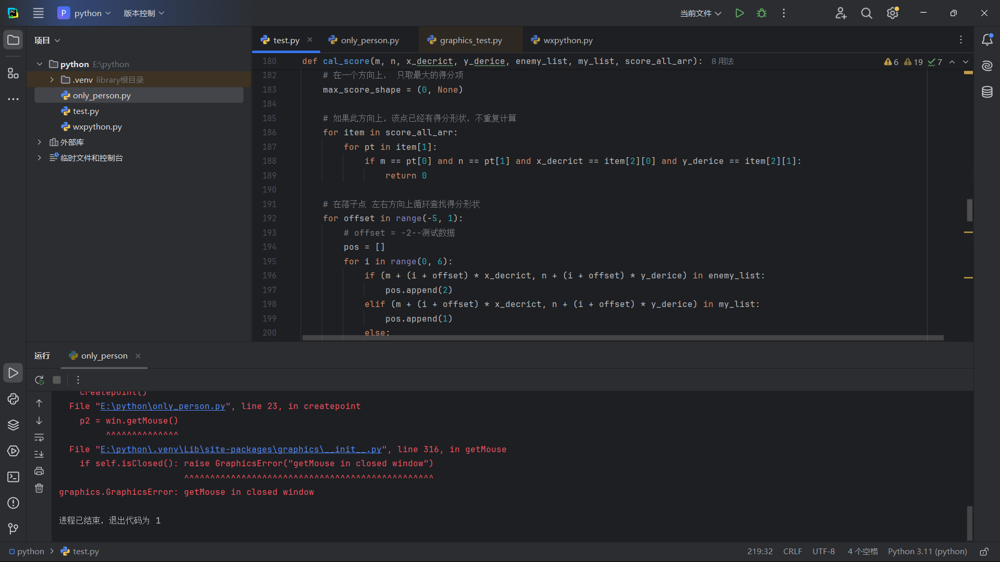 P python 版本控制
当前文件
项目
test.py
only_person.py
graphics_test.py
wxpython.py
python E:\python
.venv library根目录
only_person.py
test.py
wxpython.py
外部库
临时文件和控制台
180 def cal_score(m, n, x_decrict, y_derice, enemy_list, my_list, score_all_arr): 8 用法
6 19 7
182 # 在一个方向上， 只取最大的得分项
183 max_score_shape = (0, None)
184
185 # 如果此方向上，该点已经有得分形状，不重复计算
186 for item in score_all_arr:
187 for pt in item[1]:
188 if m == pt[0] and n == pt[1] and x_decrict == item[2][0] and y_derice == item[2][1]:
189 return 0
190
191 # 在落子点 左右方向上循环查找得分形状
192 for offset in range(-5, 1):
193 # offset = -2--测试数据
194 pos = []
195 for i in range(0, 6):
196 if (m + (i + offset) * x_decrict, n + (i + offset) * y_derice) in enemy_list:
197 pos.append(2)
198 elif (m + (i + offset) * x_decrict, n + (i + offset) * y_derice) in my_list:
199 pos.append(1)
200 else:
运行
only_person
createpoint()
File "E:\python\only_person.py", line 23, in createpoint
p2 = win.getMouse()
^^^^^^^^^^^^^^
File "E:\python\.venv\Lib\site-packages\graphics\__init__.py", line 316, in getMouse
if self.isClosed(): raise GraphicsError("getMouse in closed window")
^^^^^^^^^^^^^^^^^^^^^^^^^^^^^^^^^^^^^^^^^^^^^^^^
graphics.GraphicsError: getMouse in closed window
进程已结束，退出代码为 1
python
test.py
219:32 CRLF UTF-8 4 个空格 Python 3.11 (python)